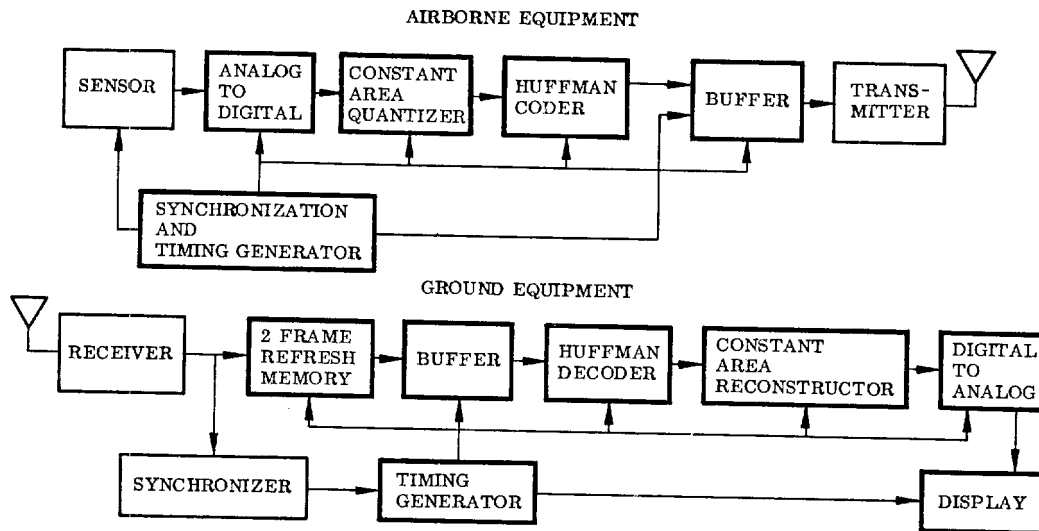 AIRBORNE EQUIPMENT
SENSOR
ANALOG
TO
DIGITAL
CONSTANT
AREA
QUANTIZER
HUFFMAN
CODER
BUFFER
TRANS-
MITTER
SYNCHRONIZATION
AND
TIMING GENERATOR
GROUND EQUIPMENT
RECEIVER
2 FRAME
REFRESH
MEMORY
BUFFER
HUFFMAN
DECODER
CONSTANT
AREA
RECONSTRUCTOR
DIGITAL
TO
ANALOG
SYNCHRONIZER
TIMING
GENERATOR
DISPLAY